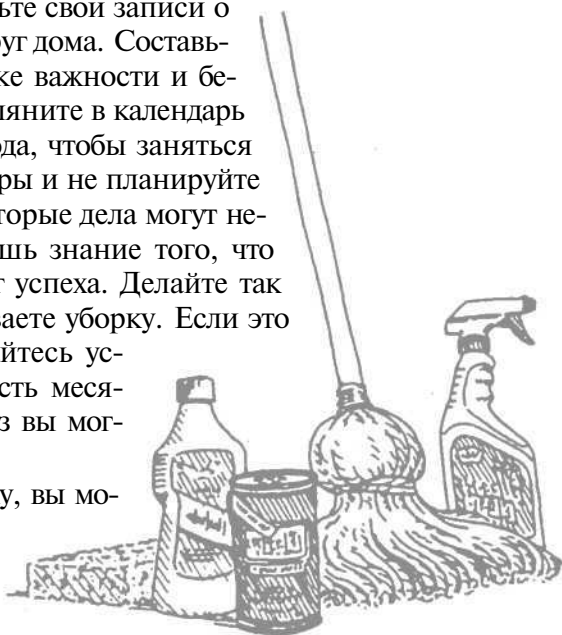 ьте свои записи о
руг дома. Составь-
ке важности и бе-
ляните в календарь
ода, чтобы заняться
ры и не планируйте
торые дела могут не-
шь знание того, что
т успеха. Делайте так
ваете уборку. Если это
йтесь ус-
сть меся-
з вы мог-
у, вы мо-